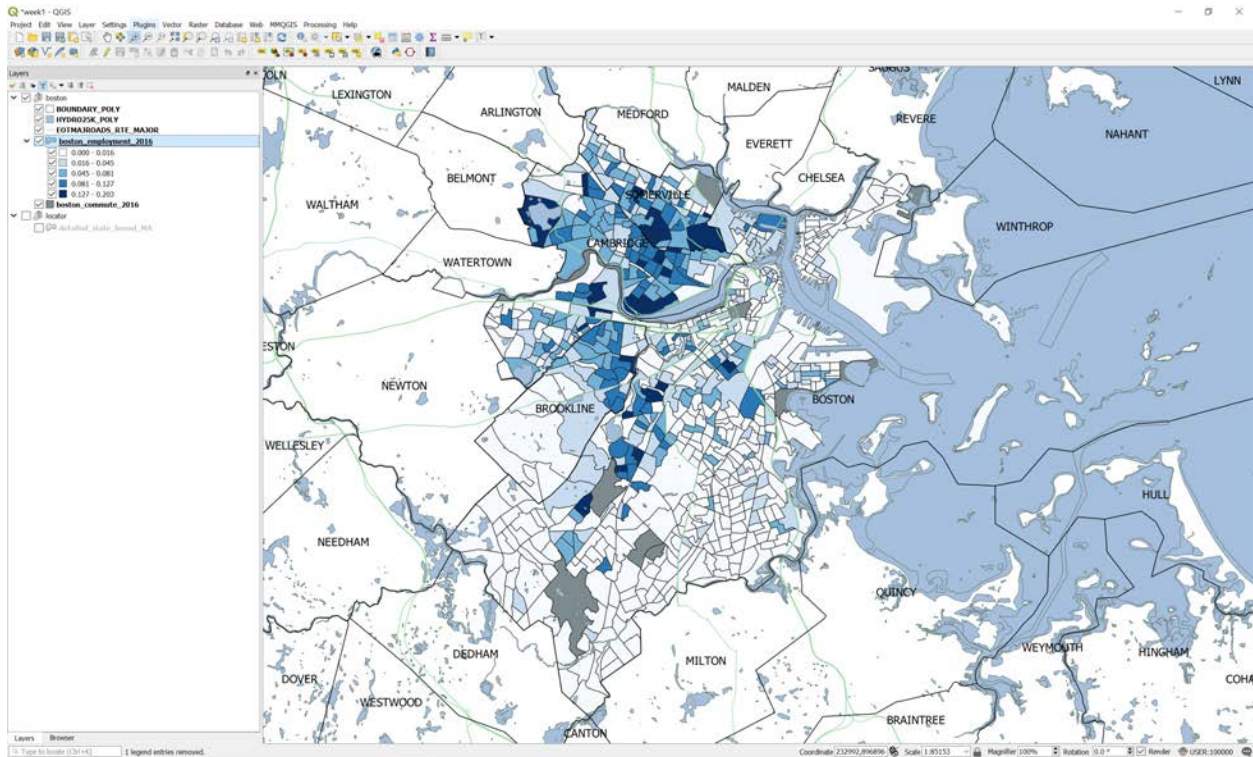 *week1 - QGIS
Project Edit View Layer Settings Plugins Vector Raster Database Web MMQGIS Processing Help
Layers
boston
BOUNDARY_POLY
HYDRO25K_POLY
EOTMAJROADS_RTE_MAJOR
boston_employment_2016
0.000 - 0.016
0.016 - 0.045
0.045 - 0.081
0.081 - 0.127
0.127 - 0.203
boston_commute_2016
locator
detailed_state_bound_MA
OLN
LEXINGTON
ARLINGTON
MEDFORD
MALDEN
SAUGUS
LYNN
REVERE
NAHANT
EVERETT
CHELSEA
BELMONT
SOMERVILLE
WALTHAM
WINTHROP
CAMBRIDGE
WATERTOWN
ESTON
NEWTON
BROOKLINE
BOSTON
WELLESLEY
HULL
NEEDHAM
QUINCY
WEYMOUTH
HINGHAM
DEDHAM
MILTON
DOVER
WESTWOOD
COHA
BRAINTREE
CANTON
Layers Browser
Type to locate (Ctrl+K) 1 legend entries removed. Coordinate 232992,896896 Scale 1:85153 Magnifier 100% Rotation 0.0 ° Render USER:100000